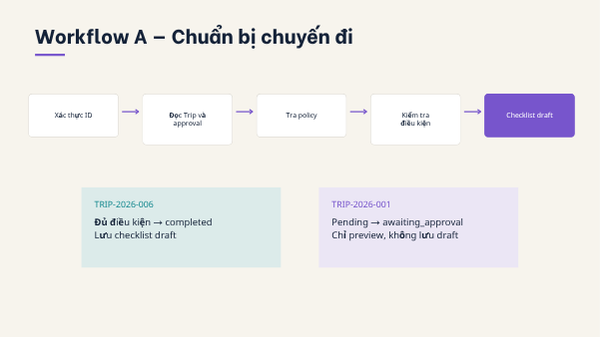 Workflow A – Chuẩn bị chuyến đi
Xác thực ID
Đọc Trip và
approval
Tra policy
Kiểm tra
điều kiện
Checklist draft
TRIP-2026-006
Đủ điều kiện → completed
Lưu checklist draft
TRIP-2026-001
Pending → awaiting_approval
Chỉ preview, không lưu draft